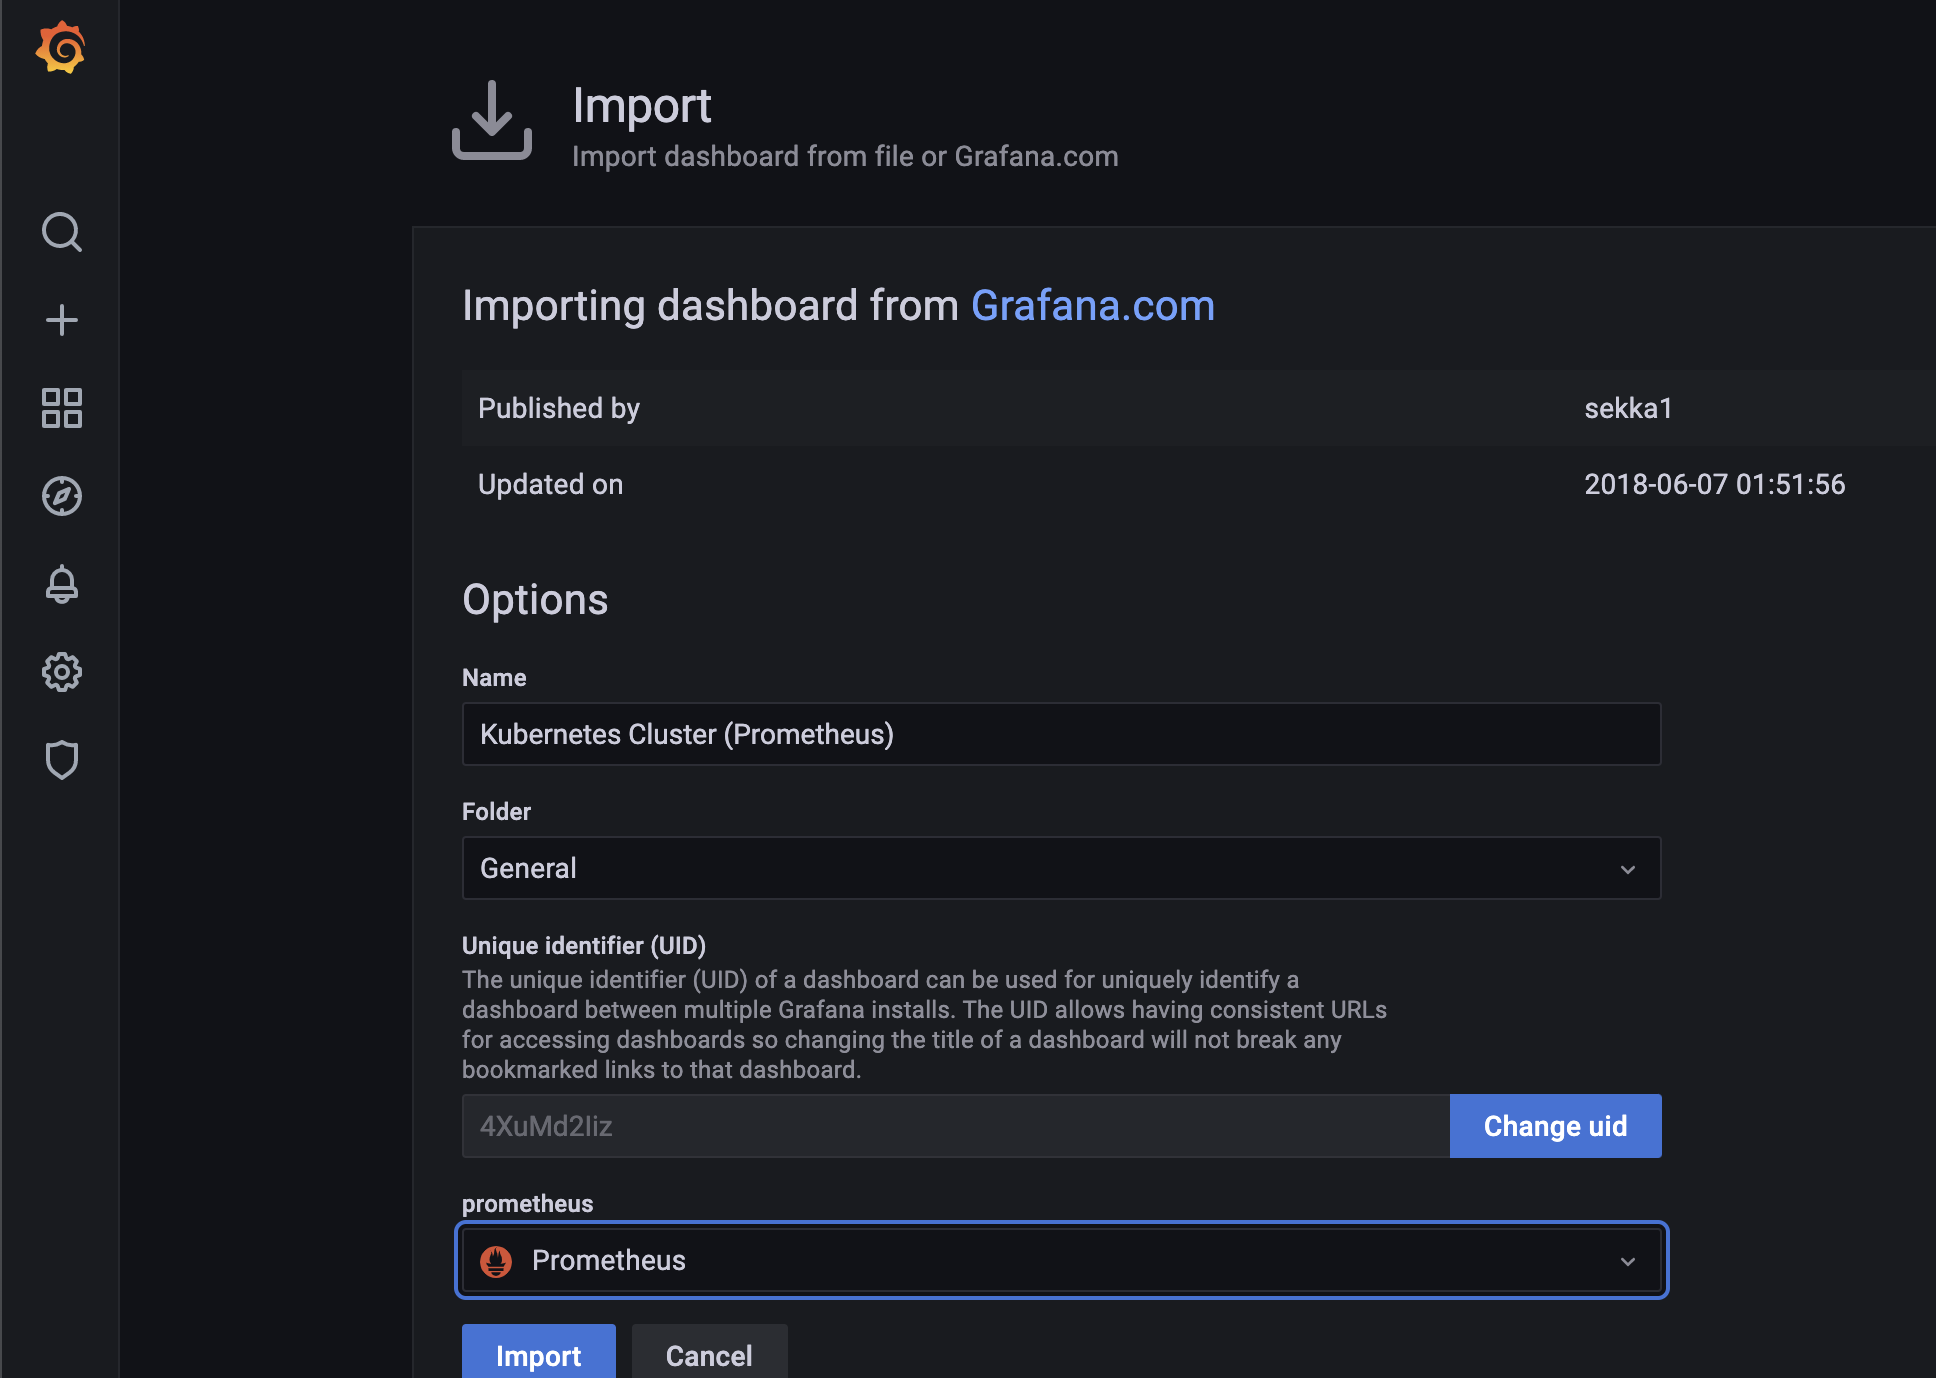 Import
Import dashboard from file or Grafana.com
Importing dashboard from Grafana.com
Published by sekka1
Updated on 2018-06-07 01:51:56
Options
Name
Kubernetes Cluster (Prometheus)
Folder
General
Unique identifier (UID)
The unique identifier (UID) of a dashboard can be used for uniquely identify a
dashboard between multiple Grafana installs. The UID allows having consistent URLs
for accessing dashboards so changing the title of a dashboard will not break any
bookmarked links to that dashboard.
4XuMd2Iiz Change uid
prometheus
Prometheus
Import Cancel